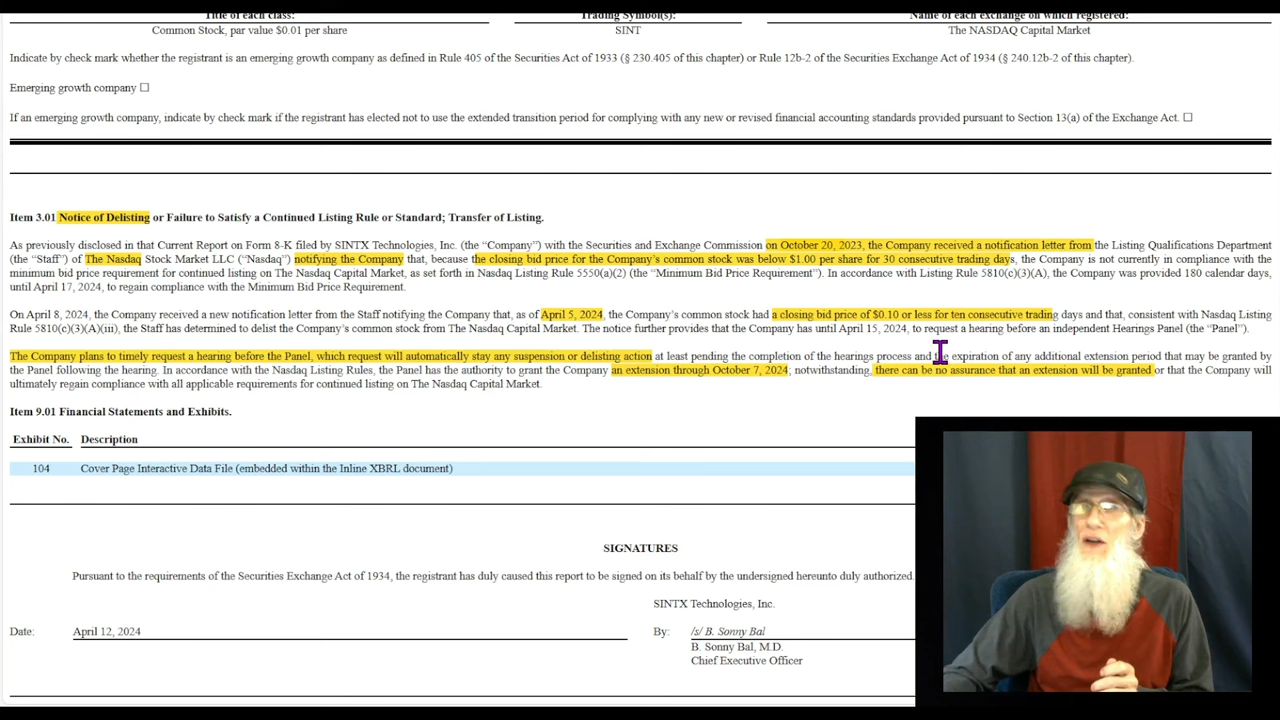 Title of each class: Trading Symbol(s): Name of each exchange on which registered:
Common Stock, par value $0.01 per share SINT The NASDAQ Capital Market
Indicate by check mark whether the registrant is an emerging growth company as defined in Rule 405 of the Securities Act of 1933 (§ 230.405 of this chapter) or Rule 12b-2 of the Securities Exchange Act of 1934 (§ 240.12b-2 of this chapter).
Emerging growth company ☐
If an emerging growth company, indicate by check mark if the registrant has elected not to use the extended transition period for complying with any new or revised financial accounting standards provided pursuant to Section 13(a) of the Exchange Act. ☐
Item 3.01 Notice of Delisting or Failure to Satisfy a Continued Listing Rule or Standard; Transfer of Listing.
As previously disclosed in that Current Report on Form 8-K filed by SINTX Technologies, Inc. (the “Company”) with the Securities and Exchange Commission on October 20, 2023, the Company received a notification letter from the Listing Qualifications Department
(the “Staff”) of The Nasdaq Stock Market LLC (“Nasdaq”) notifying the Company that, because the closing bid price for the Company’s common stock was below $1.00 per share for 30 consecutive trading days, the Company is not currently in compliance with the
minimum bid price requirement for continued listing on The Nasdaq Capital Market, as set forth in Nasdaq Listing Rule 5550(a)(2) (the “Minimum Bid Price Requirement”). In accordance with Listing Rule 5810(c)(3)(A), the Company was provided 180 calendar days,
until April 17, 2024, to regain compliance with the Minimum Bid Price Requirement.
On April 8, 2024, the Company received a new notification letter from the Staff notifying the Company that, as of April 5, 2024, the Company’s common stock had a closing bid price of $0.10 or less for ten consecutive trading days and that, consistent with Nasdaq Listing
Rule 5810(c)(3)(A)(iii), the Staff has determined to delist the Company’s common stock from The Nasdaq Capital Market. The notice further provides that the Company has until April 15, 2024, to request a hearing before an independent Hearings Panel (the “Panel”).
The Company plans to timely request a hearing before the Panel, which request will automatically stay any suspension or delisting action at least pending the completion of the hearings process and the expiration of any additional extension period that may be granted by
the Panel following the hearing. In accordance with the Nasdaq Listing Rules, the Panel has the authority to grant the Company an extension through October 7, 2024; notwithstanding, there can be no assurance that an extension will be granted or that the Company will
ultimately regain compliance with all applicable requirements for continued listing on The Nasdaq Capital Market.
Item 9.01 Financial Statements and Exhibits.
Exhibit No. Description
104 Cover Page Interactive Data File (embedded within the Inline XBRL document)
SIGNATURES
Pursuant to the requirements of the Securities Exchange Act of 1934, the registrant has duly caused this report to be signed on its behalf by the undersigned hereunto duly authorized.
SINTX Technologies, Inc.
Date: April 12, 2024 By: /s/ B. Sonny Bal
B. Sonny Bal, M.D.
Chief Executive Officer